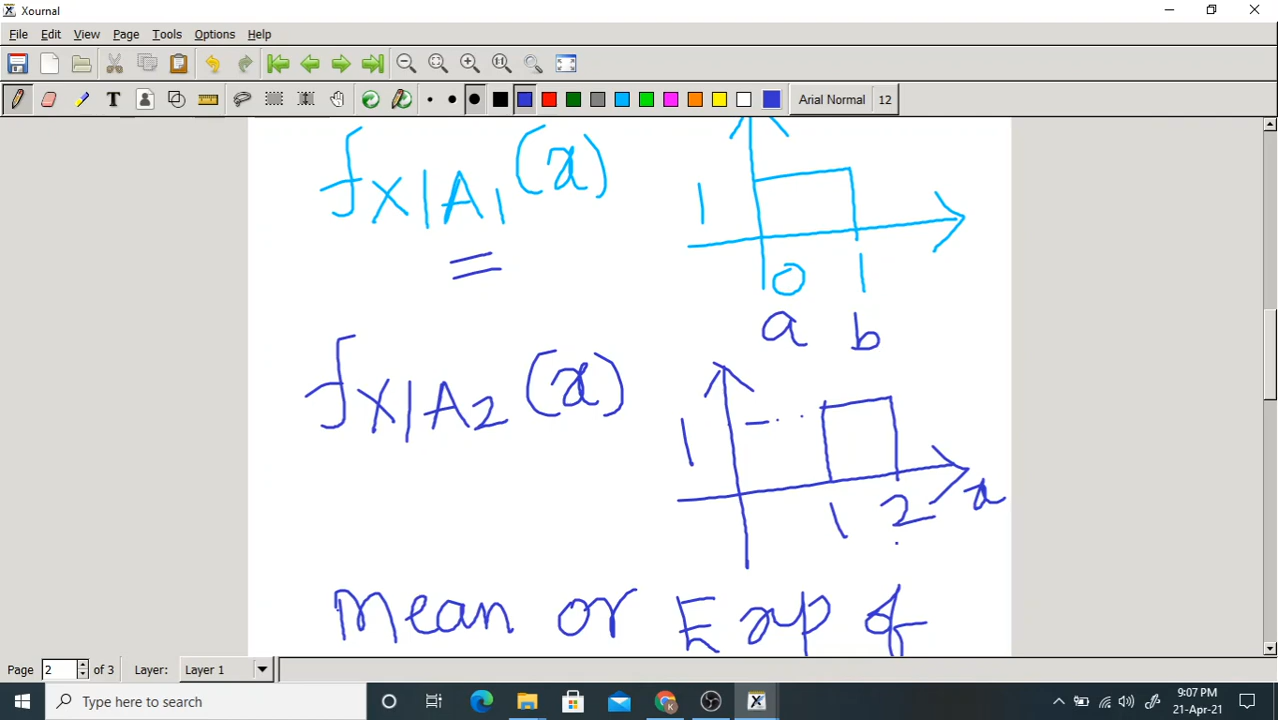 Xournal
File Edit View Page Tools Options Help
Arial Normal 12
fX|A1(x)
1
0 1
a b
fX|A2(x)
1
1 2 x
Mean or Exp of
Page 2 of 3 Layer: Layer 1
Type here to search
9:07 PM
21-Apr-21